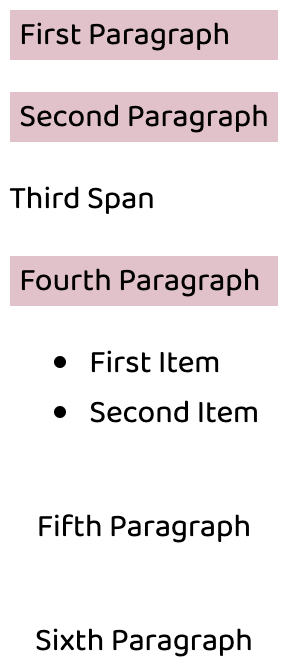 First Paragraph
Second Paragraph
Third Span
Fourth Paragraph
First Item
Second Item
Fifth Paragraph
Sixth Paragraph